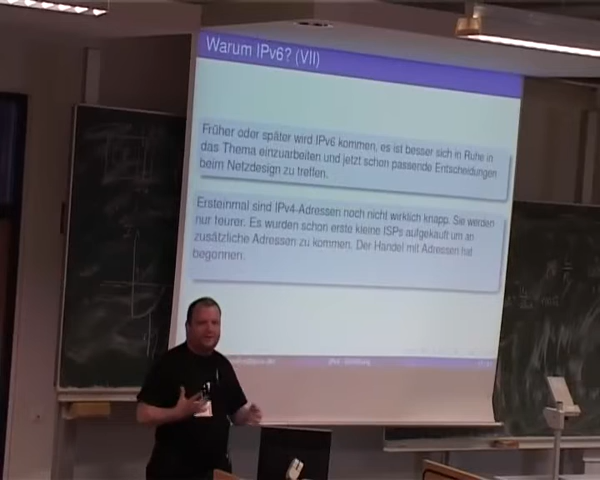 Warum IPv6? (VII)
Früher oder später wird IPv6 kommen, es ist besser sich in Ruhe in
das Thema einzuarbeiten und jetzt schon passende Entscheidungen
beim Netzdesign zu treffen.
Ersteinmal sind IPv4-Adressen noch nicht wirklich knapp. Sie werden
nur teurer. Es wurden schon erste kleine ISPs aufgekauft um an
zusätzliche Adressen zu kommen. Der Handel mit Adressen hat
begonnen.